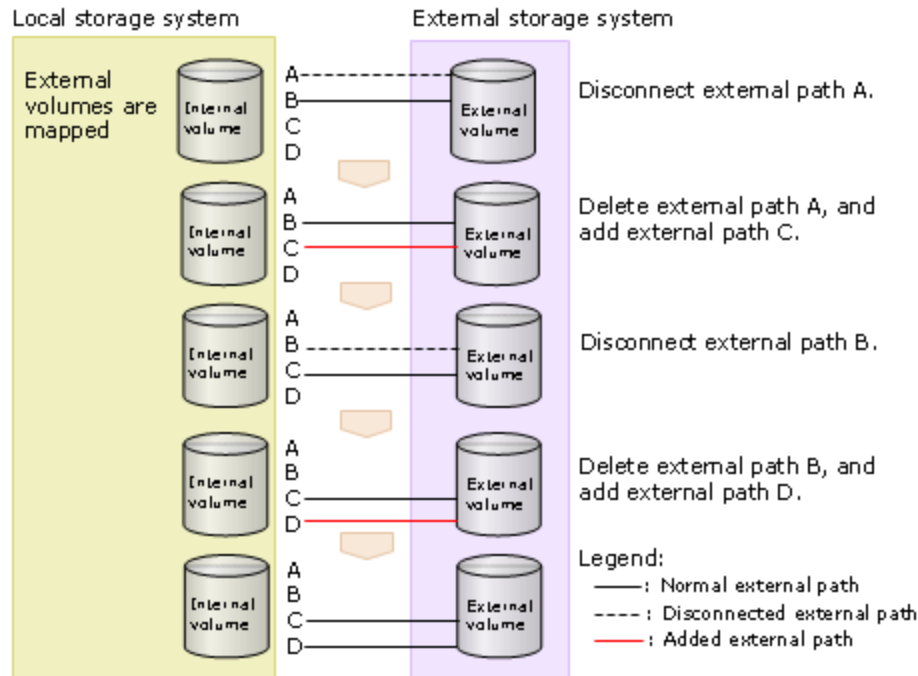 Local storage system
External storage system
External
volumes are
mapped
Internal
volume
A
B
C
D
External
volume
Disconnect external path A.
Internal
volume
A
B
C
D
External
volume
Delete external path A, and
add external path C.
Internal
volume
A
B
C
D
External
volume
Disconnect external path B.
Internal
volume
A
B
C
D
External
volume
Delete external path B, and
add external path D.
Internal
volume
A
B
C
D
External
volume
Legend:
: Normal external path
: Disconnected external path
: Added external path